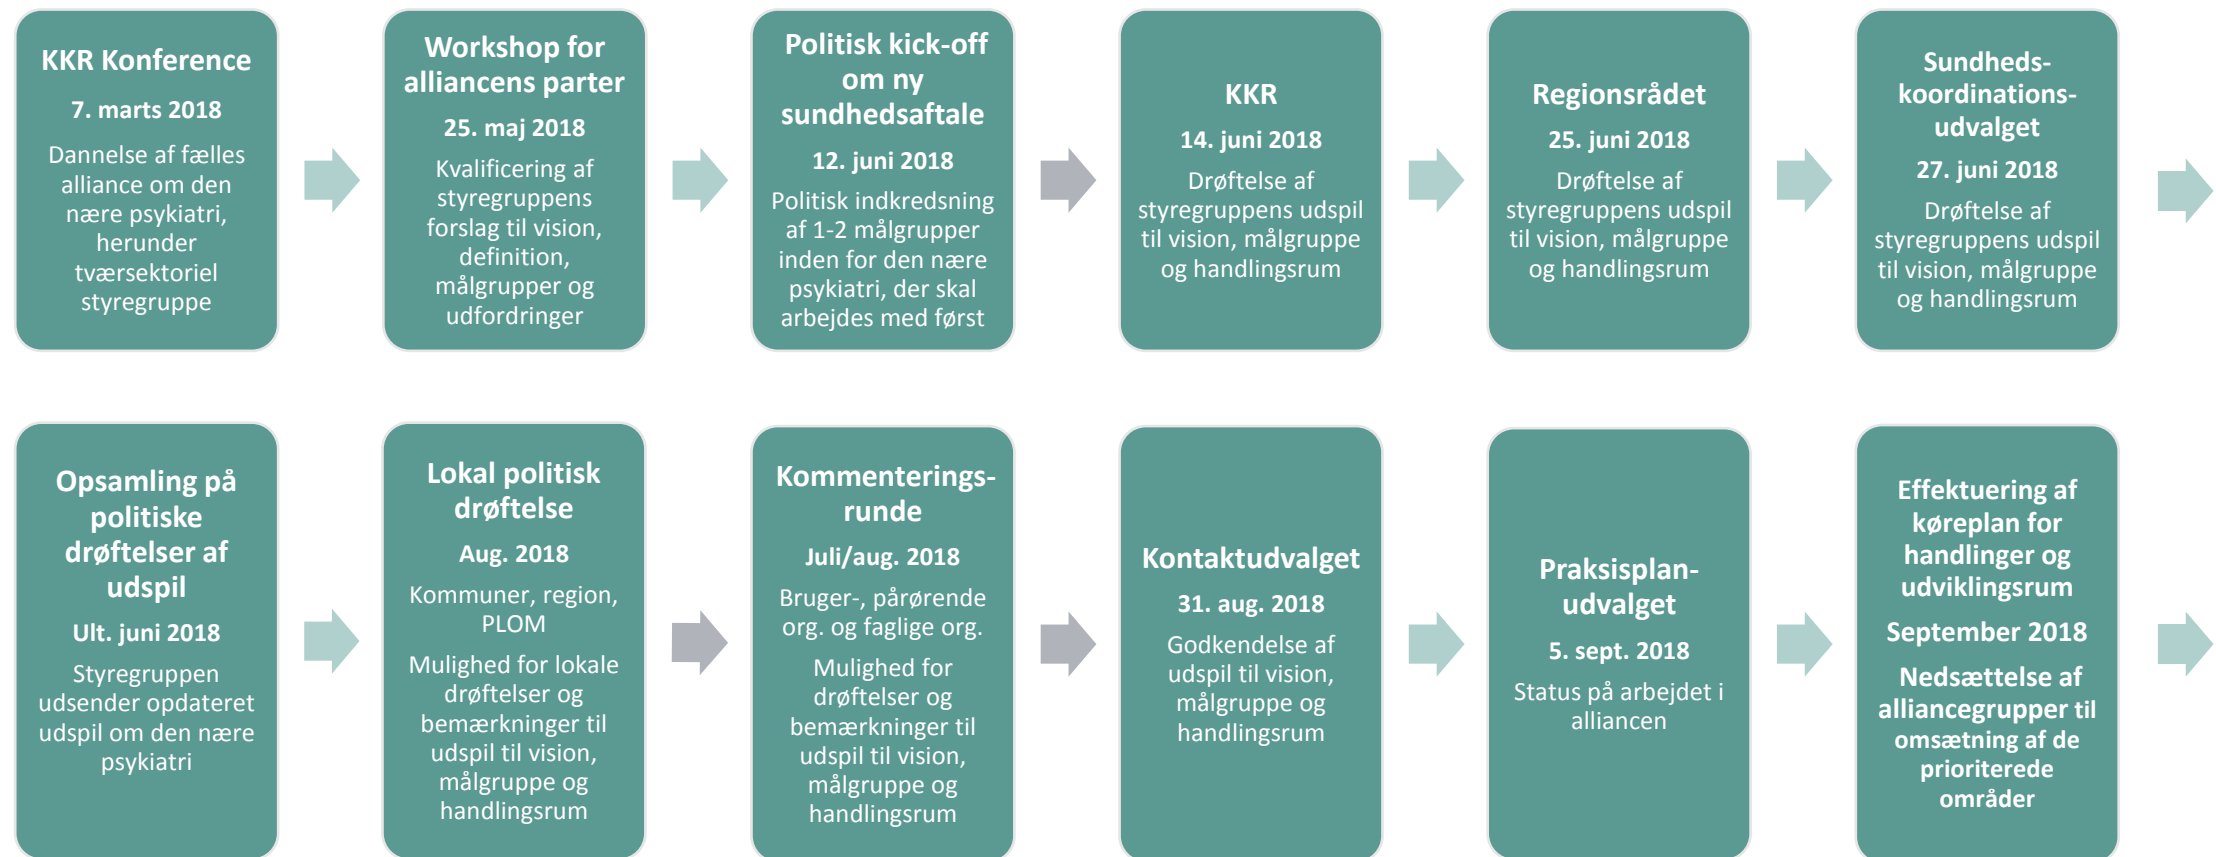 KKR Konference
7. marts 2018
Dannelse af fælles
alliance om den
nære psykiatri,
herunder
tværsektoriel
styregruppe
Workshop for
alliancens parter
25. maj 2018
Kvalificering af
styregruppens
forslag til vision,
definition,
målgrupper og
udfordringer
Politisk kick-off
om ny
sundhedsaftale
12. juni 2018
Politisk indkredsning
af 1-2 målgrupper
inden for den nære
psykiatri, der skal
arbejdes med først
KKR
14. juni 2018
Drøftelse af
styregruppens udspil
til vision, målgruppe
og handlingsrum
Regionsrådet
25. juni 2018
Drøftelse af
styregruppens udspil
til vision, målgruppe
og handlingsrum
Sundheds-
koordinations-
udvalget
27. juni 2018
Drøftelse af
styregruppens udspil
til vision, målgruppe
og handlingsrum
Opsamling på
politiske
drøftelser af
udspil
Ult. juni 2018
Styregruppen
udsender opdateret
udspil om den nære
psykiatri
Lokal politisk
drøftelse
Aug. 2018
Kommuner, region,
PLOM
Mulighed for lokale
drøftelser og
bemærkninger til
udspil til vision,
målgruppe og
handlingsrum
Kommenterings-
runde
Juli/aug. 2018
Bruger-, pårørende
org. og faglige org.
Mulighed for
drøftelser og
bemærkninger til
udspil til vision,
målgruppe og
handlingsrum
Kontaktudvalget
31. aug. 2018
Godkendelse af
udspil til vision,
målgruppe og
handlingsrum
Praksisplan-
udvalget
5. sept. 2018
Status på arbejdet i
alliancen
Effektuering af
køreplan for
handlinger og
udviklingsrum
September 2018
Nedsættelse af
alliancegrupper til
omsætning af de
prioriterede
områder